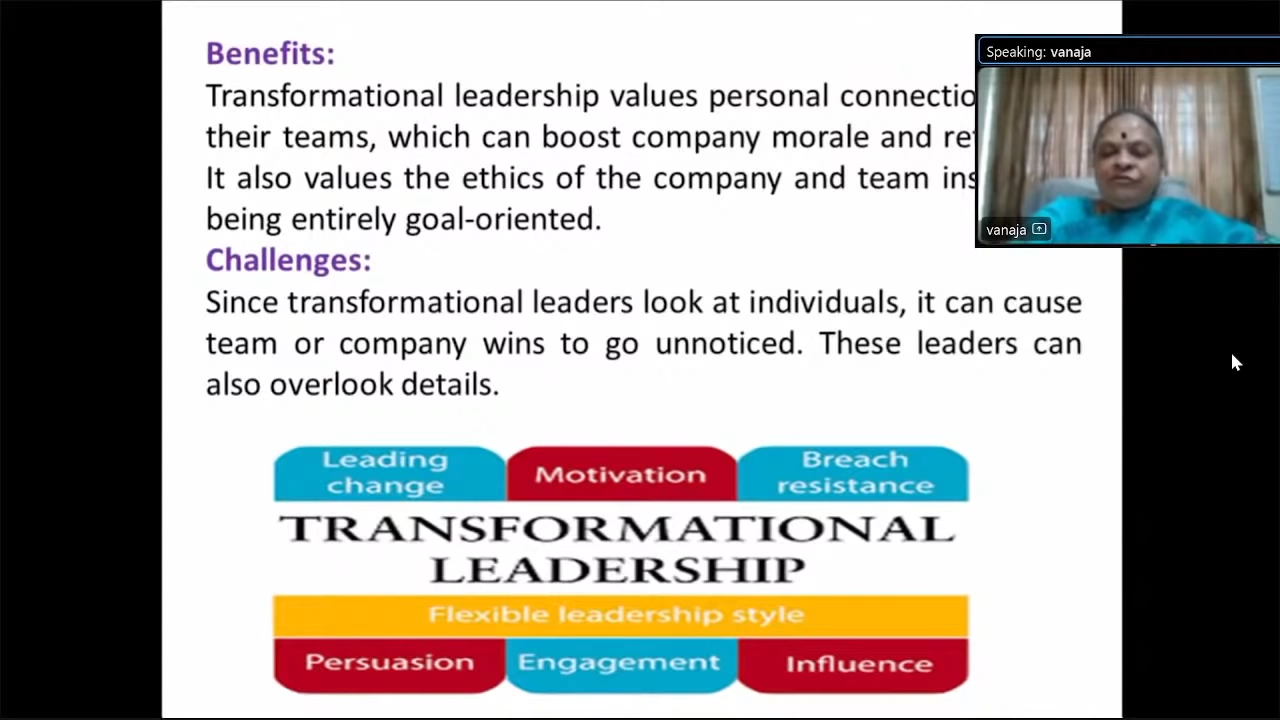 Benefits:
Transformational leadership values personal connectio
their teams, which can boost company morale and re
It also values the ethics of the company and team ins
being entirely goal-oriented.
Challenges:
Since transformational leaders look at individuals, it can cause
team or company wins to go unnoticed. These leaders can
also overlook details.
Speaking: vanaja
vanaja
Leading change
Motivation
Breach resistance
TRANSFORMATIONAL
LEADERSHIP
Flexible leadership style
Persuasion
Engagement
Influence